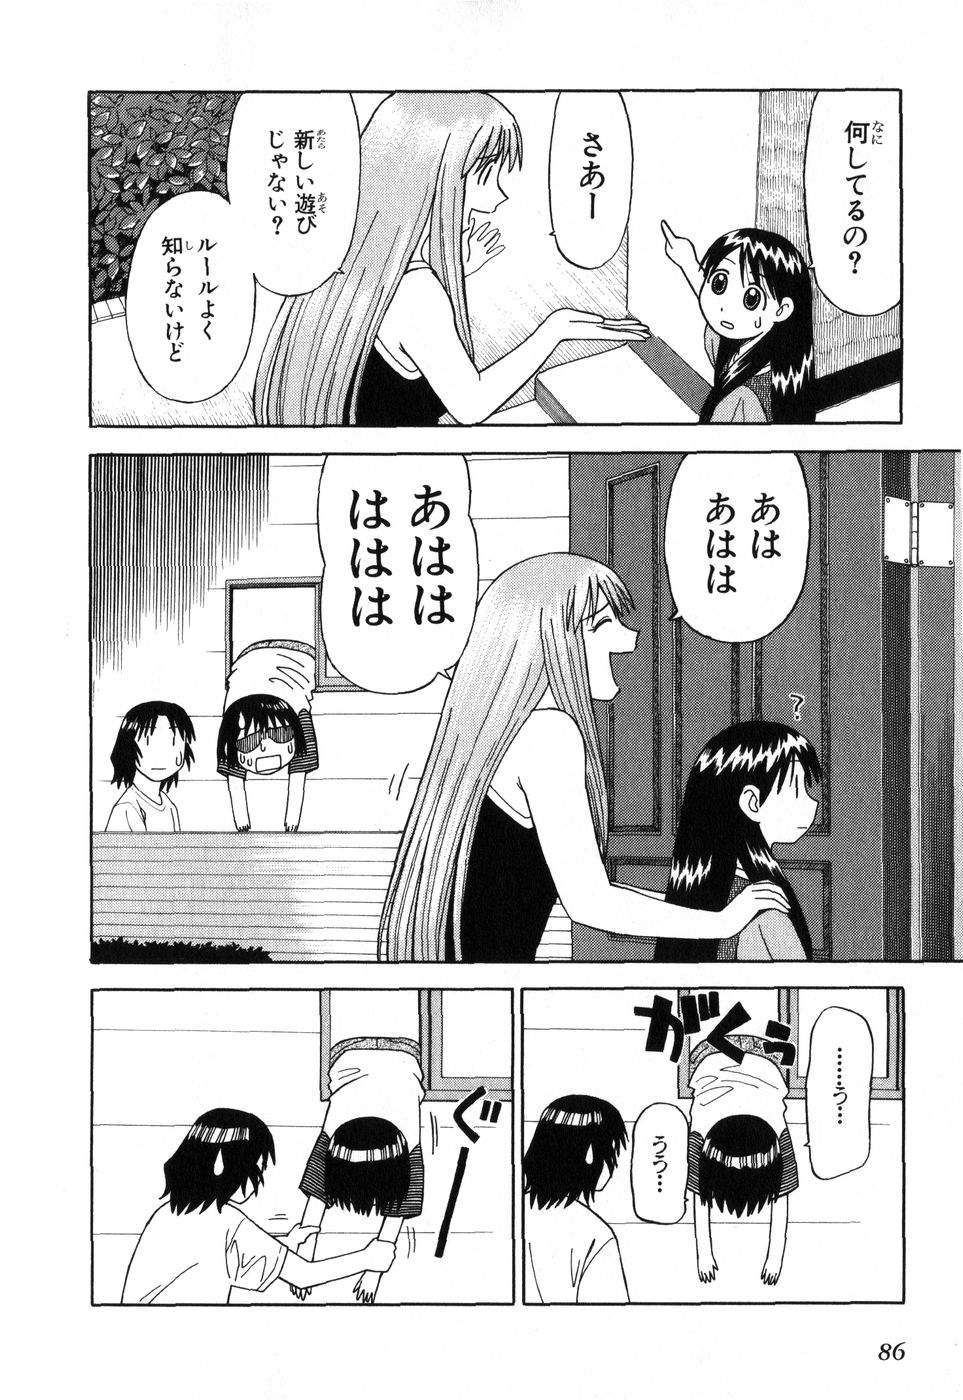 何してるの?
さあー
新しい遊び
じゃない?
ルールよく
知らないけど
あは
あはは
?
あはは
ははは
………う…
がくぅ
うう…
ぐー
86